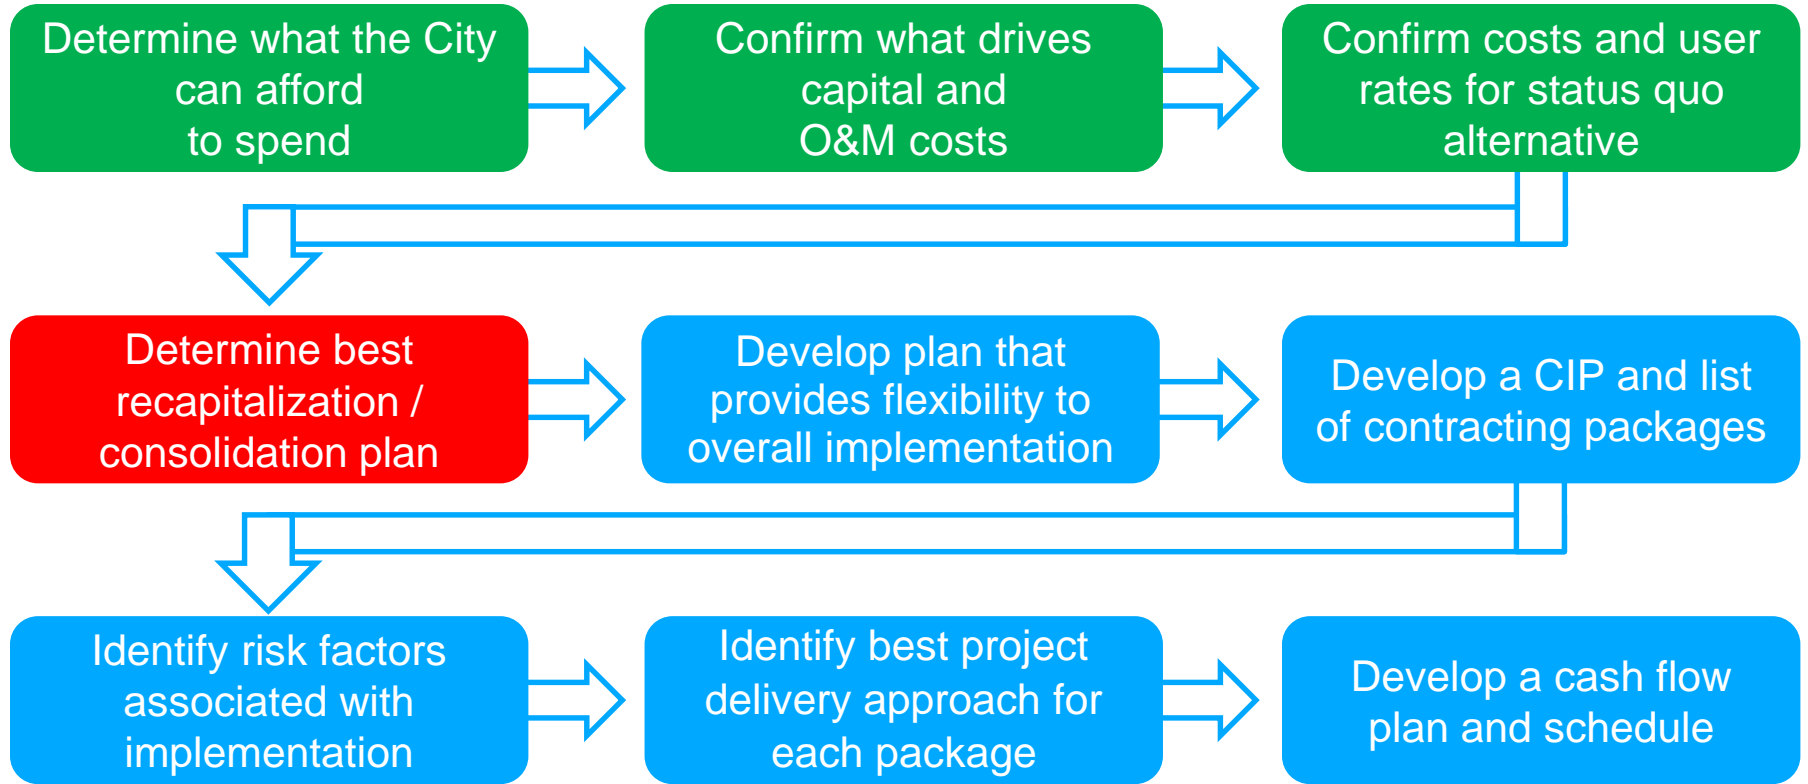 Determine what the City
can afford
to spend
Confirm what drives
capital and
O&M costs
Confirm costs and user
rates for status quo
alternative
Determine best
recapitalization /
consolidation plan
Develop plan that
provides flexibility to
overall implementation
Develop a CIP and list
of contracting packages
Identify risk factors
associated with
implementation
Identify best project
delivery approach for
each package
Develop a cash flow
plan and schedule